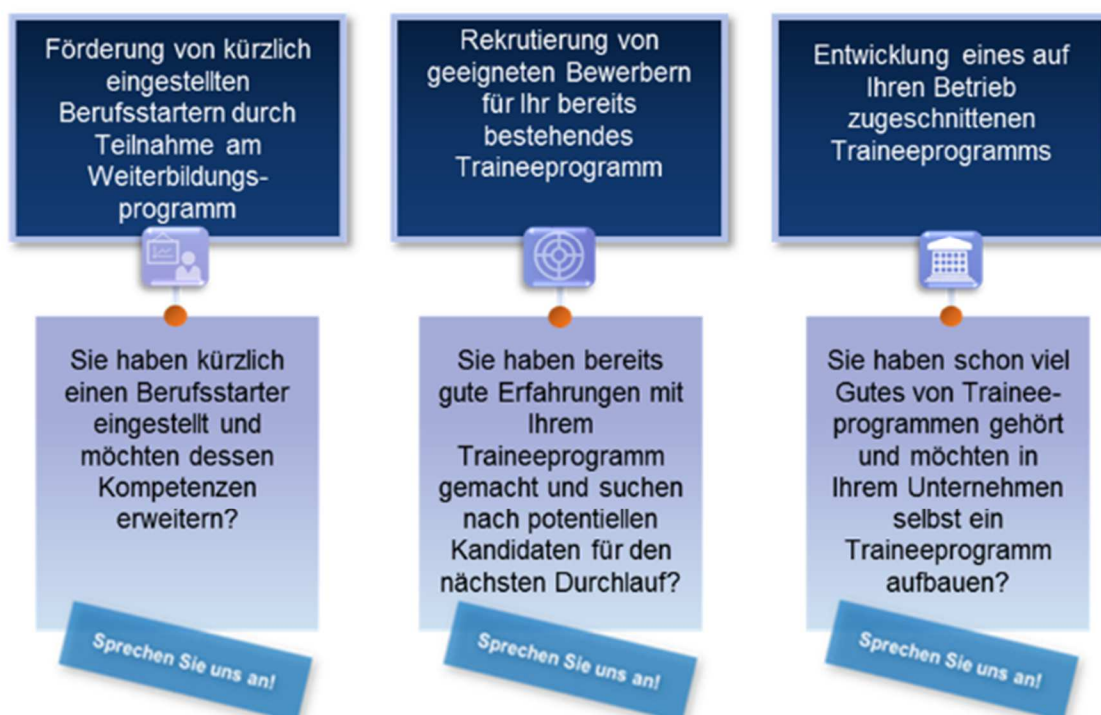 Förderung von kürzlich
eingestellten
Berufsstartern durch
Teilnahme am
Weiterbildungs-
programm
Rekrutierung von
geeigneten Bewerbern
für Ihr bereits
bestehendes
Traineeprogramm
Entwicklung eines auf
Ihren Betrieb
zugeschnittenen
Traineeprogramms
Sie haben kürzlich
einen Berufsstarter
eingestellt und
möchten dessen
Kompetenzen
erweitern?
Sie haben bereits
gute Erfahrungen mit
Ihrem
Traineeprogramm
gemacht und suchen
nach potentiellen
Kandidaten für den
nächsten Durchlauf?
Sie haben schon viel
Gutes von Trainee-
programmen gehört
und möchten in
Ihrem Unternehmen
selbst ein
Traineeprogramm
aufbauen?
Sprechen Sie uns an!
Sprechen Sie uns an!
Sprechen Sie uns an!